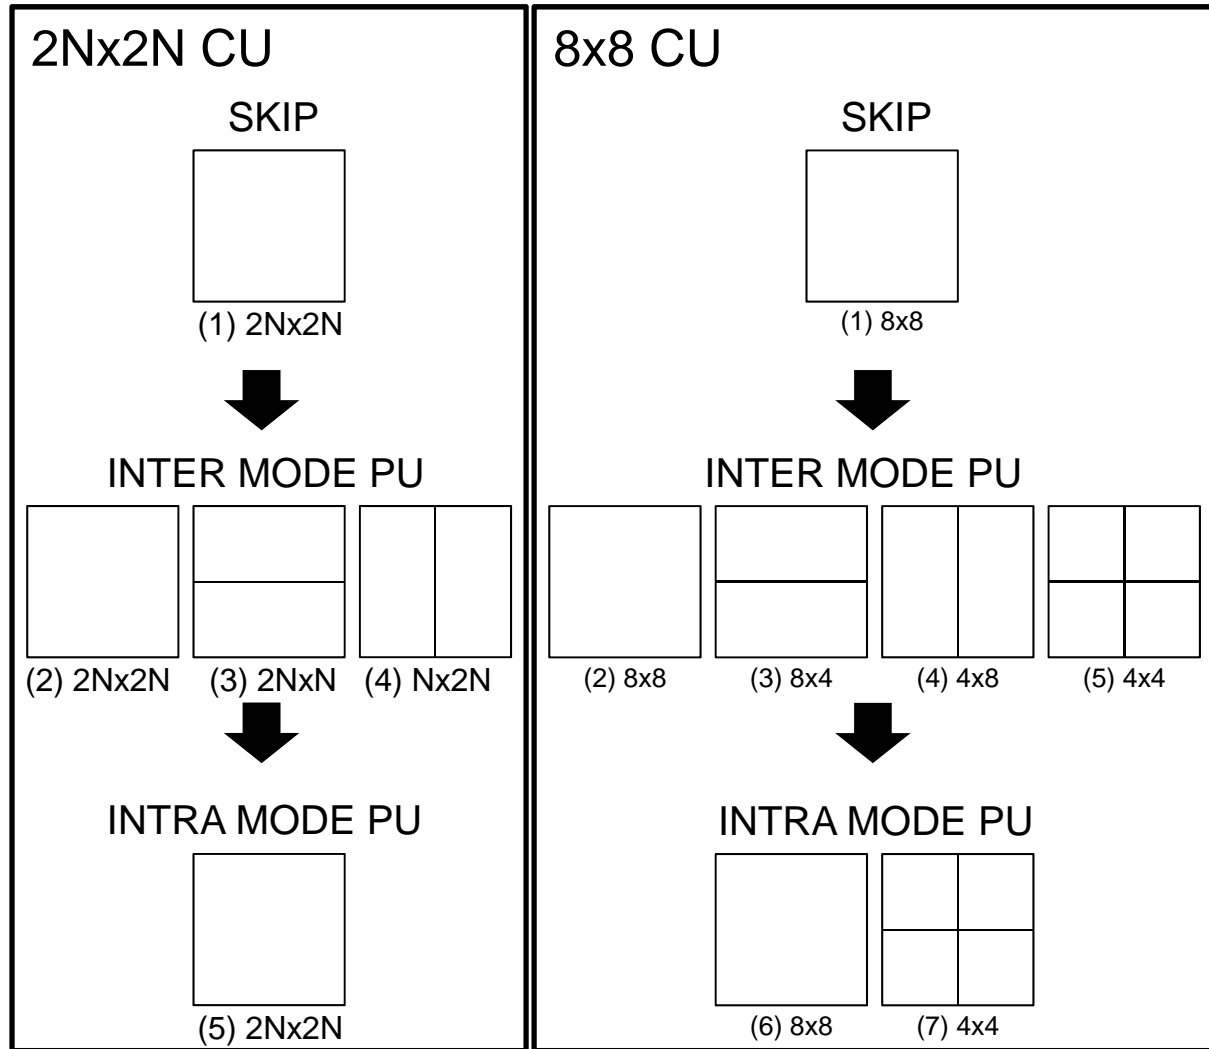 2Nx2N CU
SKIP
(1) 2Nx2N
INTER MODE PU
(2) 2Nx2N (3) 2NxN (4) Nx2N
INTRA MODE PU
(5) 2Nx2N
8x8 CU
SKIP
(1) 8x8
INTER MODE PU
(2) 8x8 (3) 8x4 (4) 4x8 (5) 4x4
INTRA MODE PU
(6) 8x8 (7) 4x4